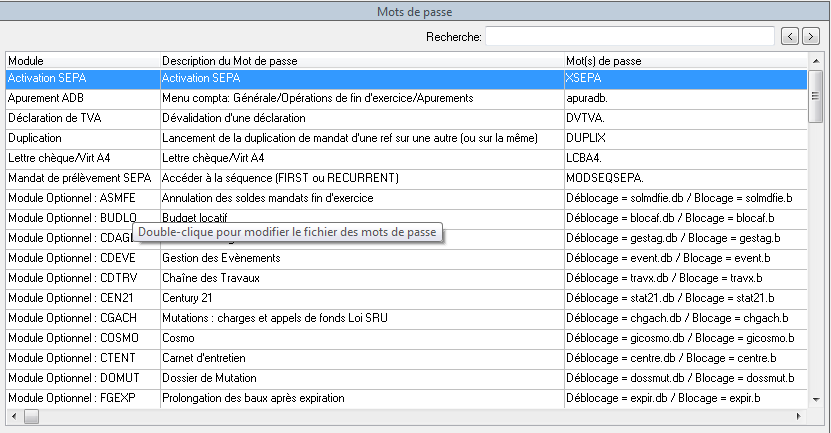 Mots de passe
Recherche:
Module Description du Mot de passe Mot(s) de passe
Activation SEPA Activation SEPA XSEPA
Apurement ADB Menu compta: Générale/Opérations de fin d'exercice/Apurements apuradb.
Déclaration de TVA Dévalidation d'une déclaration DVTVA.
Duplication Lancement de la duplication de mandat d'une ref sur une autre (ou sur la même) DUPLIX
Lettre chèque/Virt A4 Lettre chèque/Virt A4 LCBA4.
Mandat de prélèvement SEPA Accéder à la séquence (FIRST ou RECURRENT) MODSEQSEPA.
Module Optionnel : ASMFE Annulation des soldes mandats fin d'exercice Déblocage = solmdfie.db / Blocage = solmdfie.b
Module Optionnel : BUDLO Budget locatif Déblocage = blocaf.db / Blocage = blocaf.b
Double-clique pour modifier le fichier des mots de passe
Module Optionnel : CDAG Déblocage = gestag.db / Blocage = gestag.b
Module Optionnel : CDEVE Gestion des Evènements Déblocage = event.db / Blocage = event.b
Module Optionnel : CDTRV Chaîne des Travaux Déblocage = travx.db / Blocage = travx.b
Module Optionnel : CEN21 Century 21 Déblocage = stat21.db / Blocage = stat21.b
Module Optionnel : CGACH Mutations : charges et appels de fonds Loi SRU Déblocage = chgach.db / Blocage = chgach.b
Module Optionnel : COSMO Cosmo Déblocage = gicosmo.db / Blocage = gicosmo.b
Module Optionnel : CTENT Carnet d'entretien Déblocage = centre.db / Blocage = centre.b
Module Optionnel : DOMUT Dossier de Mutation Déblocage = dossmut.db / Blocage = dossmut.b
Module Optionnel : FGEXP Prolongation des baux après expiration Déblocage = expir.db / Blocage = expir.b